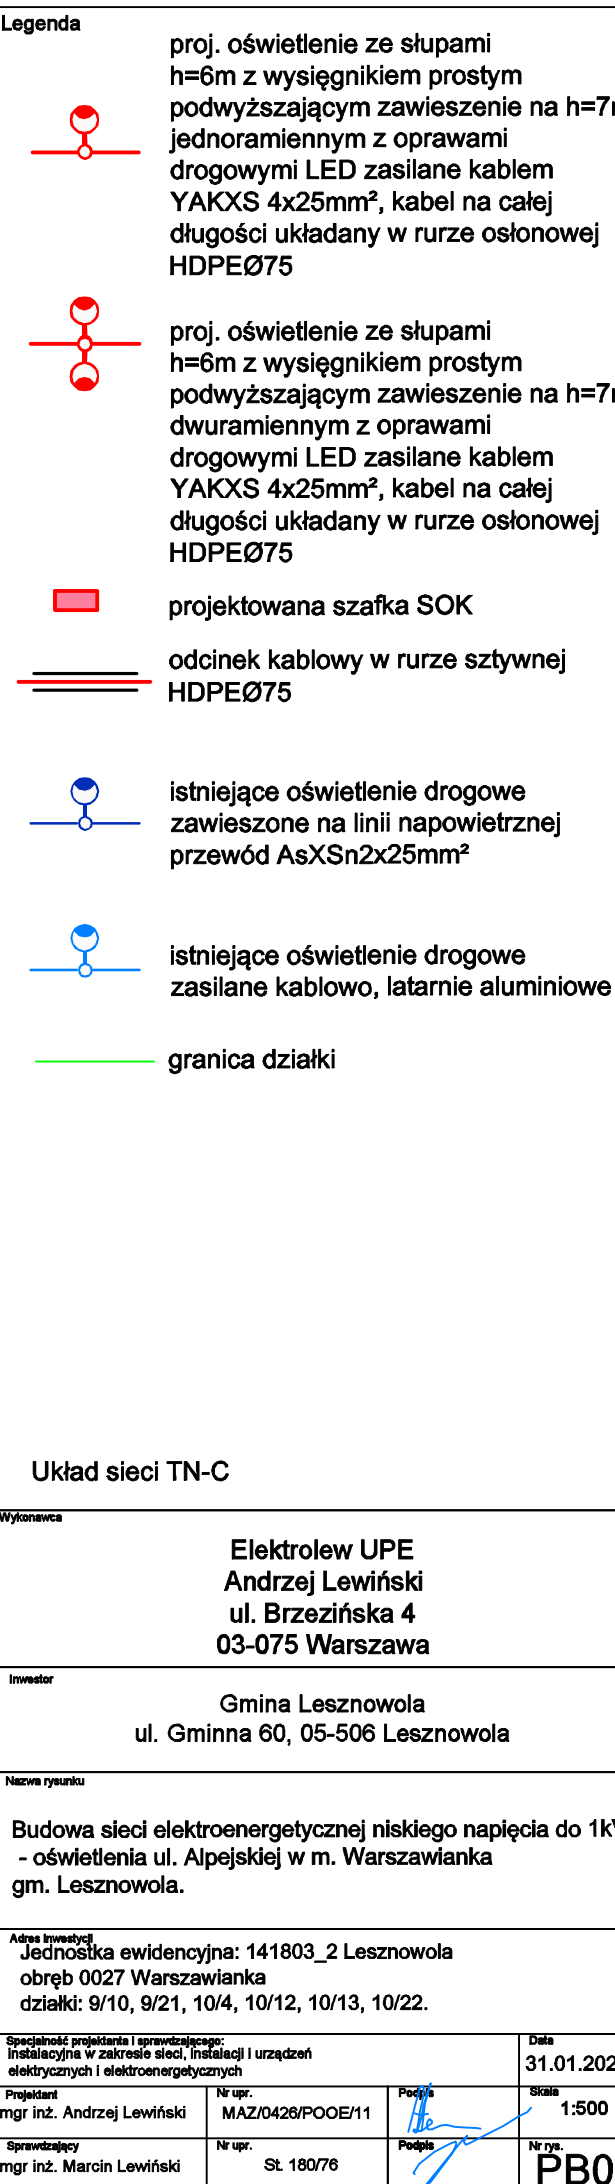 Legenda
proj. oświetlenie ze słupami
h=6m z wysięgnikiem prostym
podwyższającym zawieszenie na h=7
jednoramiennym z oprawami
drogowymi LED zasilane kablem
YAKXS 4x25mm², kabel na całej
długości układany w rurze osłonowej
HDPEØ75
proj. oświetlenie ze słupami
h=6m z wysięgnikiem prostym
podwyższającym zawieszenie na h=7
dwuramiennym z oprawami
drogowymi LED zasilane kablem
YAKXS 4x25mm², kabel na całej
długości układany w rurze osłonowej
HDPEØ75
projektowana szafka SOK
odcinek kablowy w rurze sztywnej
HDPEØ75
istniejące oświetlenie drogowe
zawieszone na linii napowietrznej
przewód AsXSn2x25mm²
istniejące oświetlenie drogowe
zasilane kablowo, latarnie aluminiowe
granica działki
Układ sieci TN-C
Wykonawca
Elektrolew UPE
Andrzej Lewiński
ul. Brzezińska 4
03-075 Warszawa
Inwestor
Gmina Lesznowola
ul. Gminna 60, 05-506 Lesznowola
Nazwa rysunku
Budowa sieci elektroenergetycznej niskiego napięcia do 1k
- oświetlenia ul. Alpejskiej w m. Warszawianka
gm. Lesznowola.
Adres Inwestycji
Jednostka ewidencyjna: 141803_2 Lesznowola
obręb 0027 Warszawianka
działki: 9/10, 9/21, 10/4, 10/12, 10/13, 10/22.
Specjalność projektanta i sprawdzającego: Data
instalacyjna w zakresie sieci, instalacji i urządzeń
elektrycznych i elektroenergetycznych 31.01.202
Projektant Nr upr. Podpis Skala
mgr inż. Andrzej Lewiński MAZ/0426/POOE/11 1:500
Sprawdzający Nr upr. Podpis Nr rys.
mgr inż. Marcin Lewiński St. 180/76 PB0